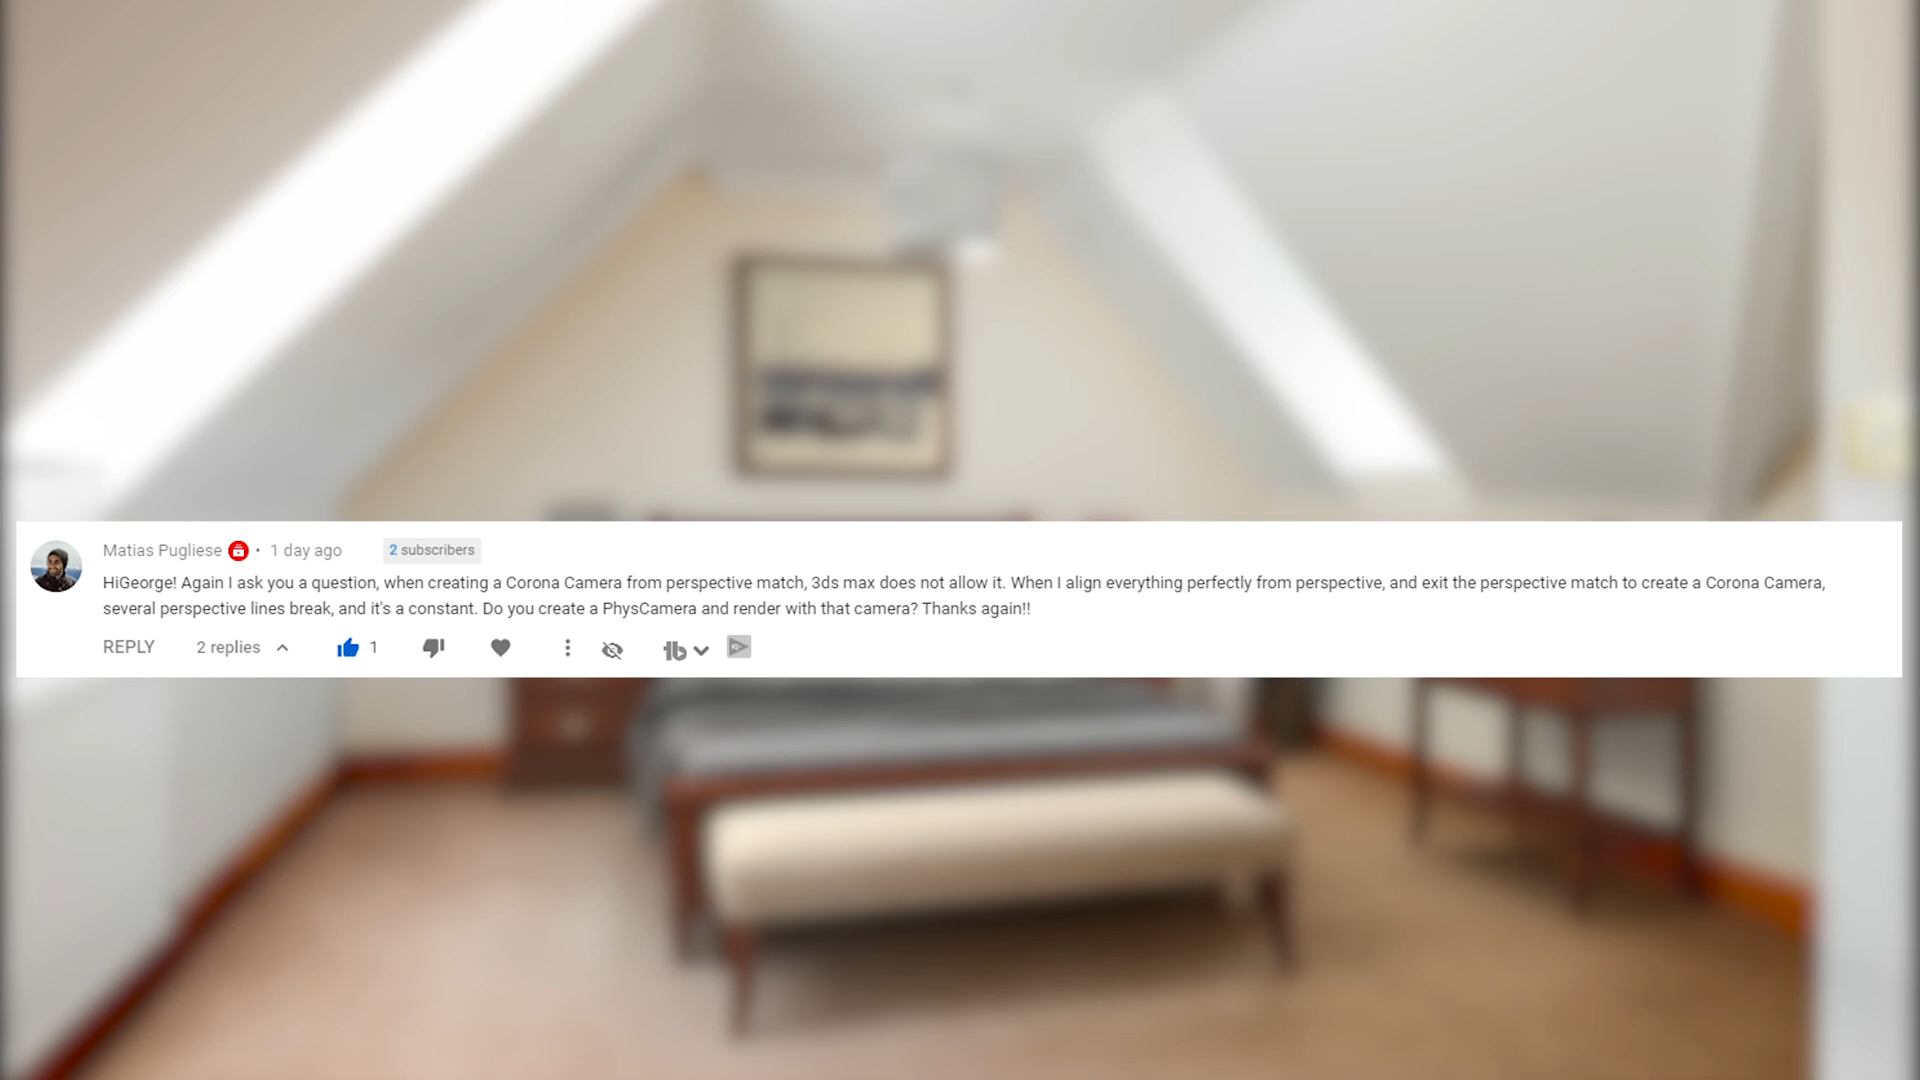 Matias Pugliese • 1 day ago 2 subscribers
HiGeorge! Again I ask you a question, when creating a Corona Camera from perspective match, 3ds max does not allow it. When I align everything perfectly from perspective, and exit the perspective match to create a Corona Camera,
several perspective lines break, and it's a constant. Do you create a PhysCamera and render with that camera? Thanks again!!
REPLY 2 replies 1